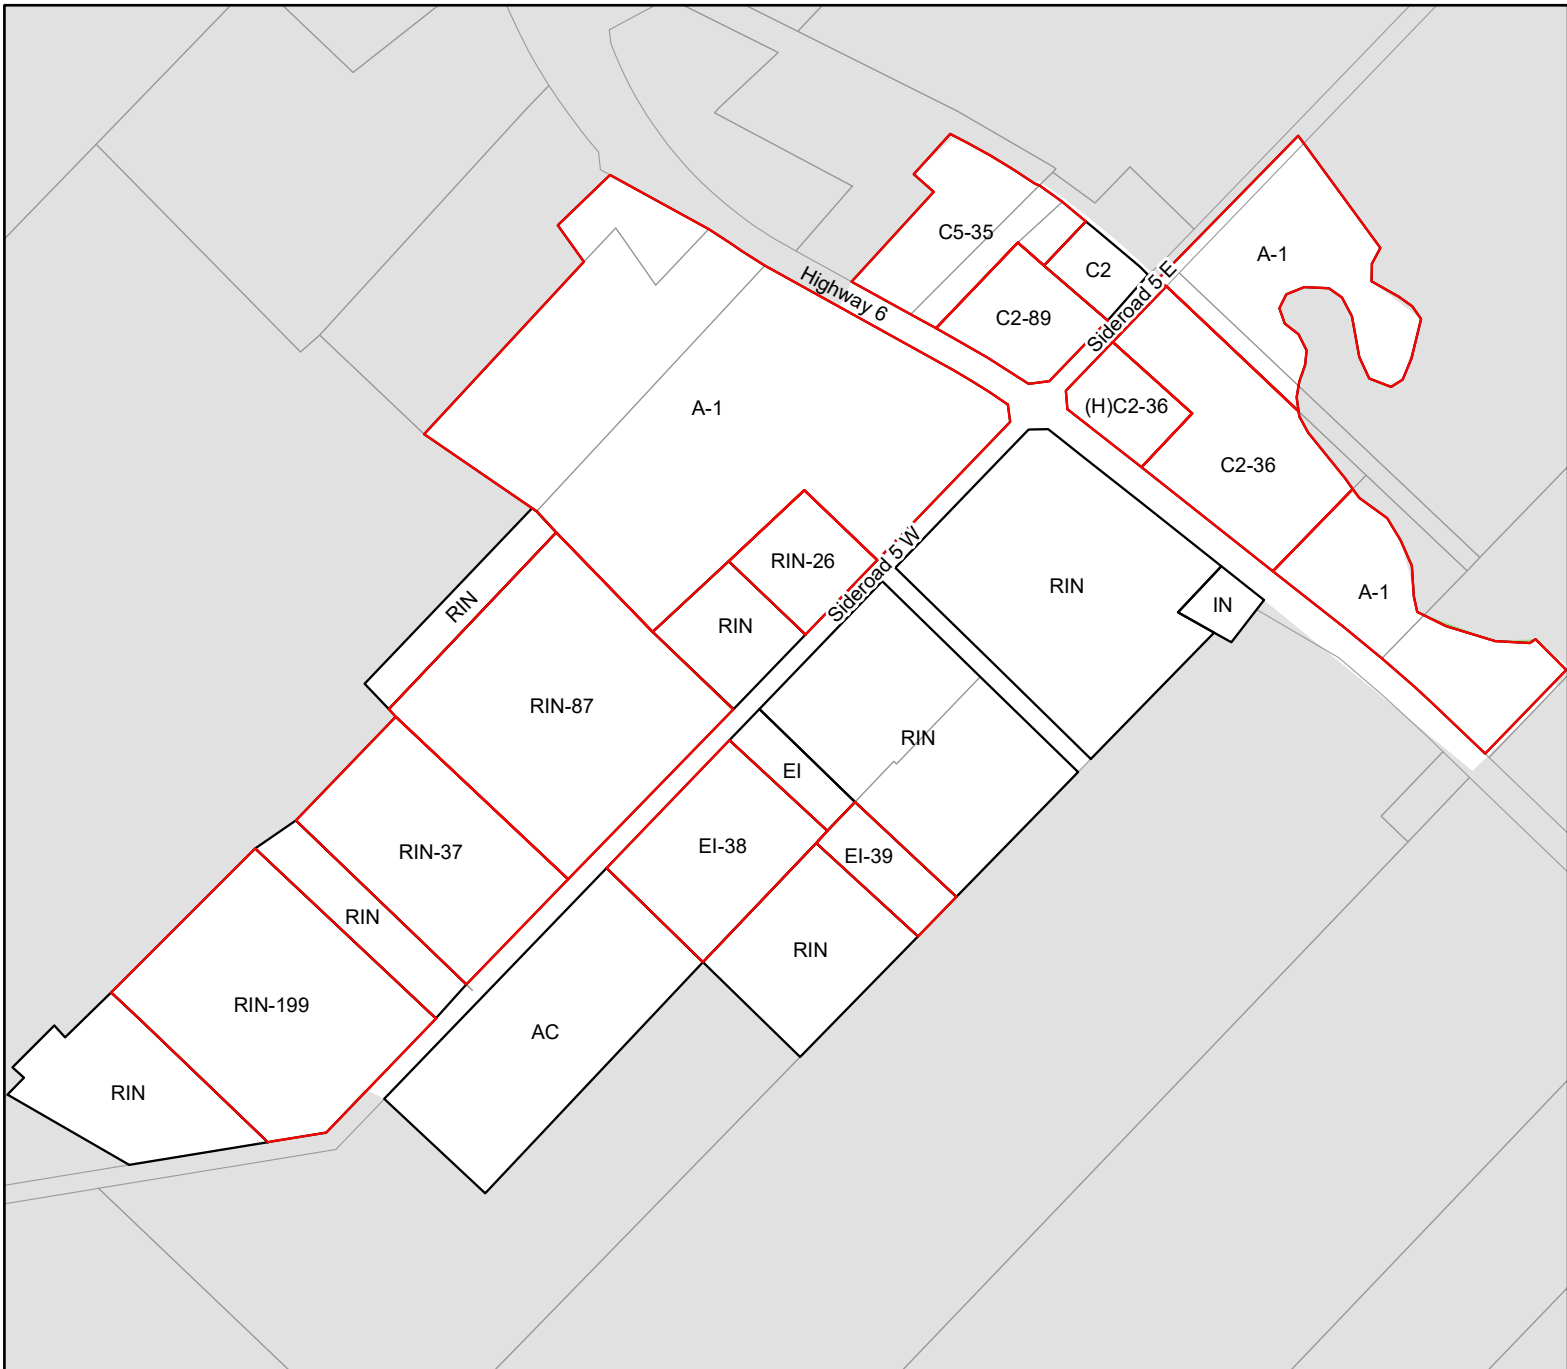 C5-35
A-1
C2
Highway 6
Sideroad 5 E
C2-89
A-1
(H)C2-36
C2-36
RIN-26
RIN
A-1
Sideroad 5 W
IN
RIN
RIN
RIN-87
RIN
EI
EI-38
RIN-37
EI-39
RIN
RIN
RIN-199
AC
RIN